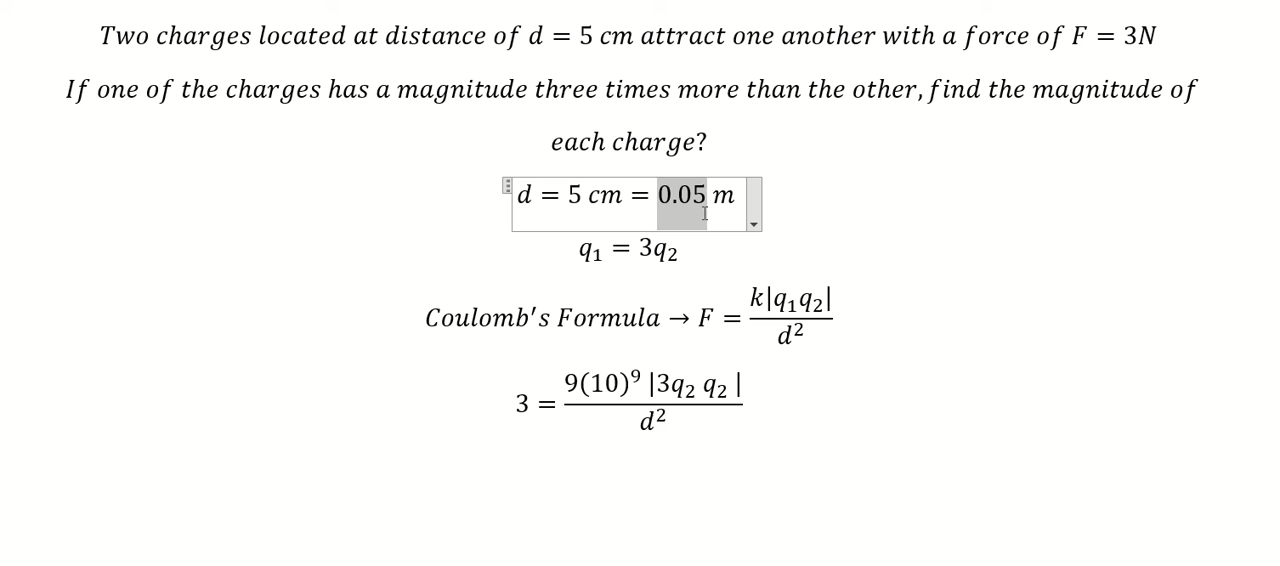 Two charges located at distance of d = 5 cm attract one another with a force of F = 3N
If one of the charges has a magnitude three times more than the other, find the magnitude of
each charge?
d = 5 cm = 0.05 m
q₁ = 3q₂
Coulomb's Formula → F = k|q₁q₂| / d²
3 = 9(10)⁹ |3q₂ q₂ | / d²